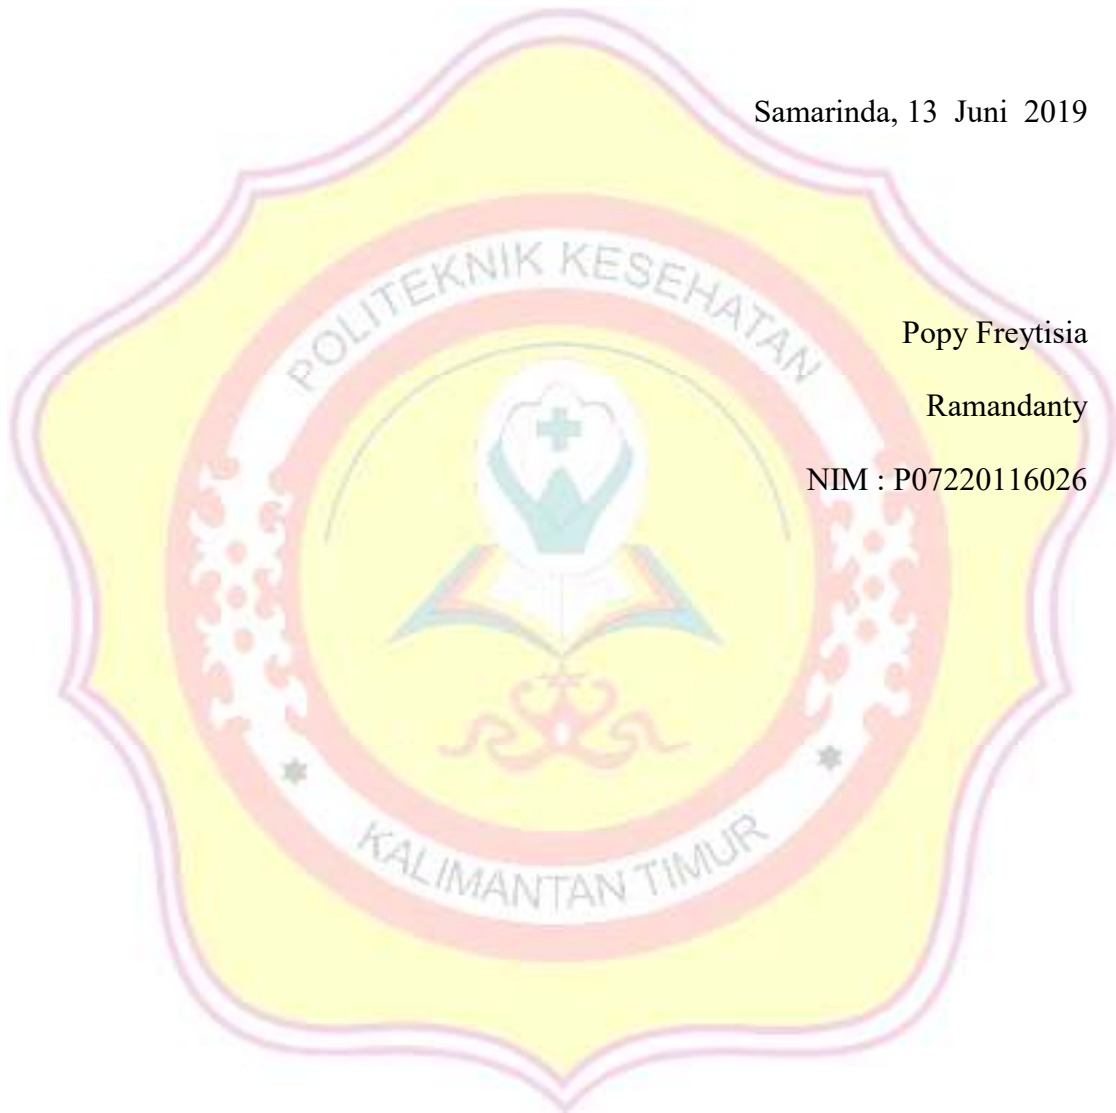 Samarinda, 13 Juni 2019
POLITEKNIK KESEHATAN
Popy Freytisia
Ramandanty
NIM : P07220116026
KALIMANTAN TIMUR